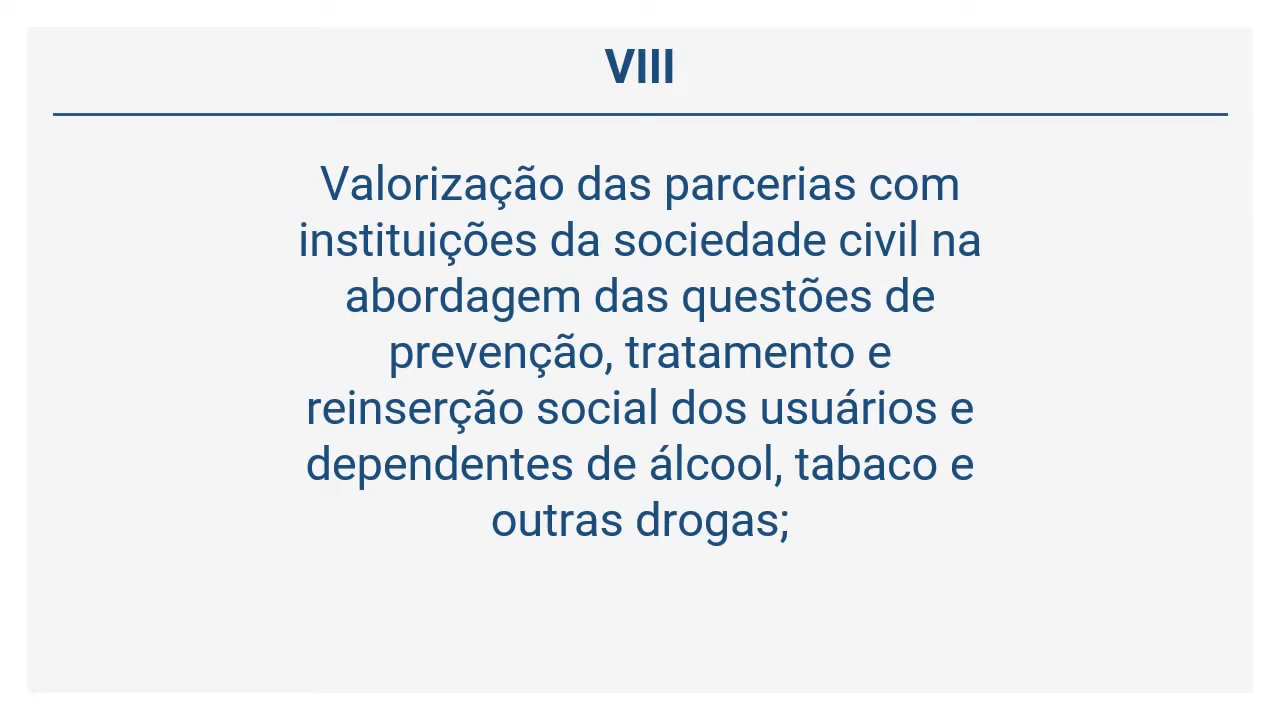 VIII
Valorização das parcerias com
instituições da sociedade civil na
abordagem das questões de
prevenção, tratamento e
reinserção social dos usuários e
dependentes de álcool, tabaco e
outras drogas;